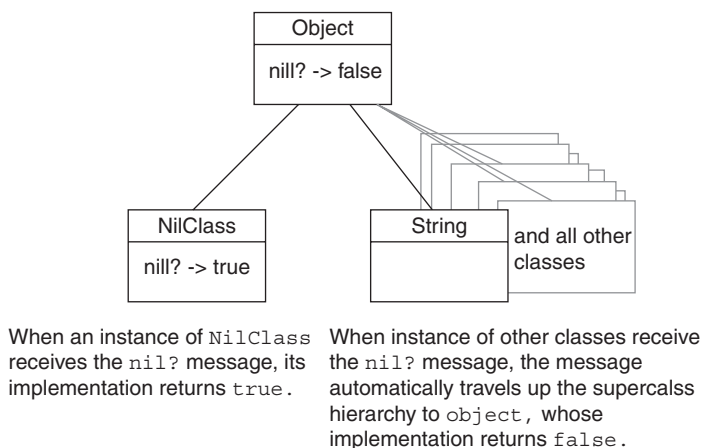 Object
nill? -> false
NilClass
nill? -> true
String
and all other
classes
When an instance of NilClass
receives the nil? message, its
implementation returns true.
When instance of other classes receive
the nil? message, the message
automatically travels up the supercalss
hierarchy to object, whose
implementation returns false.